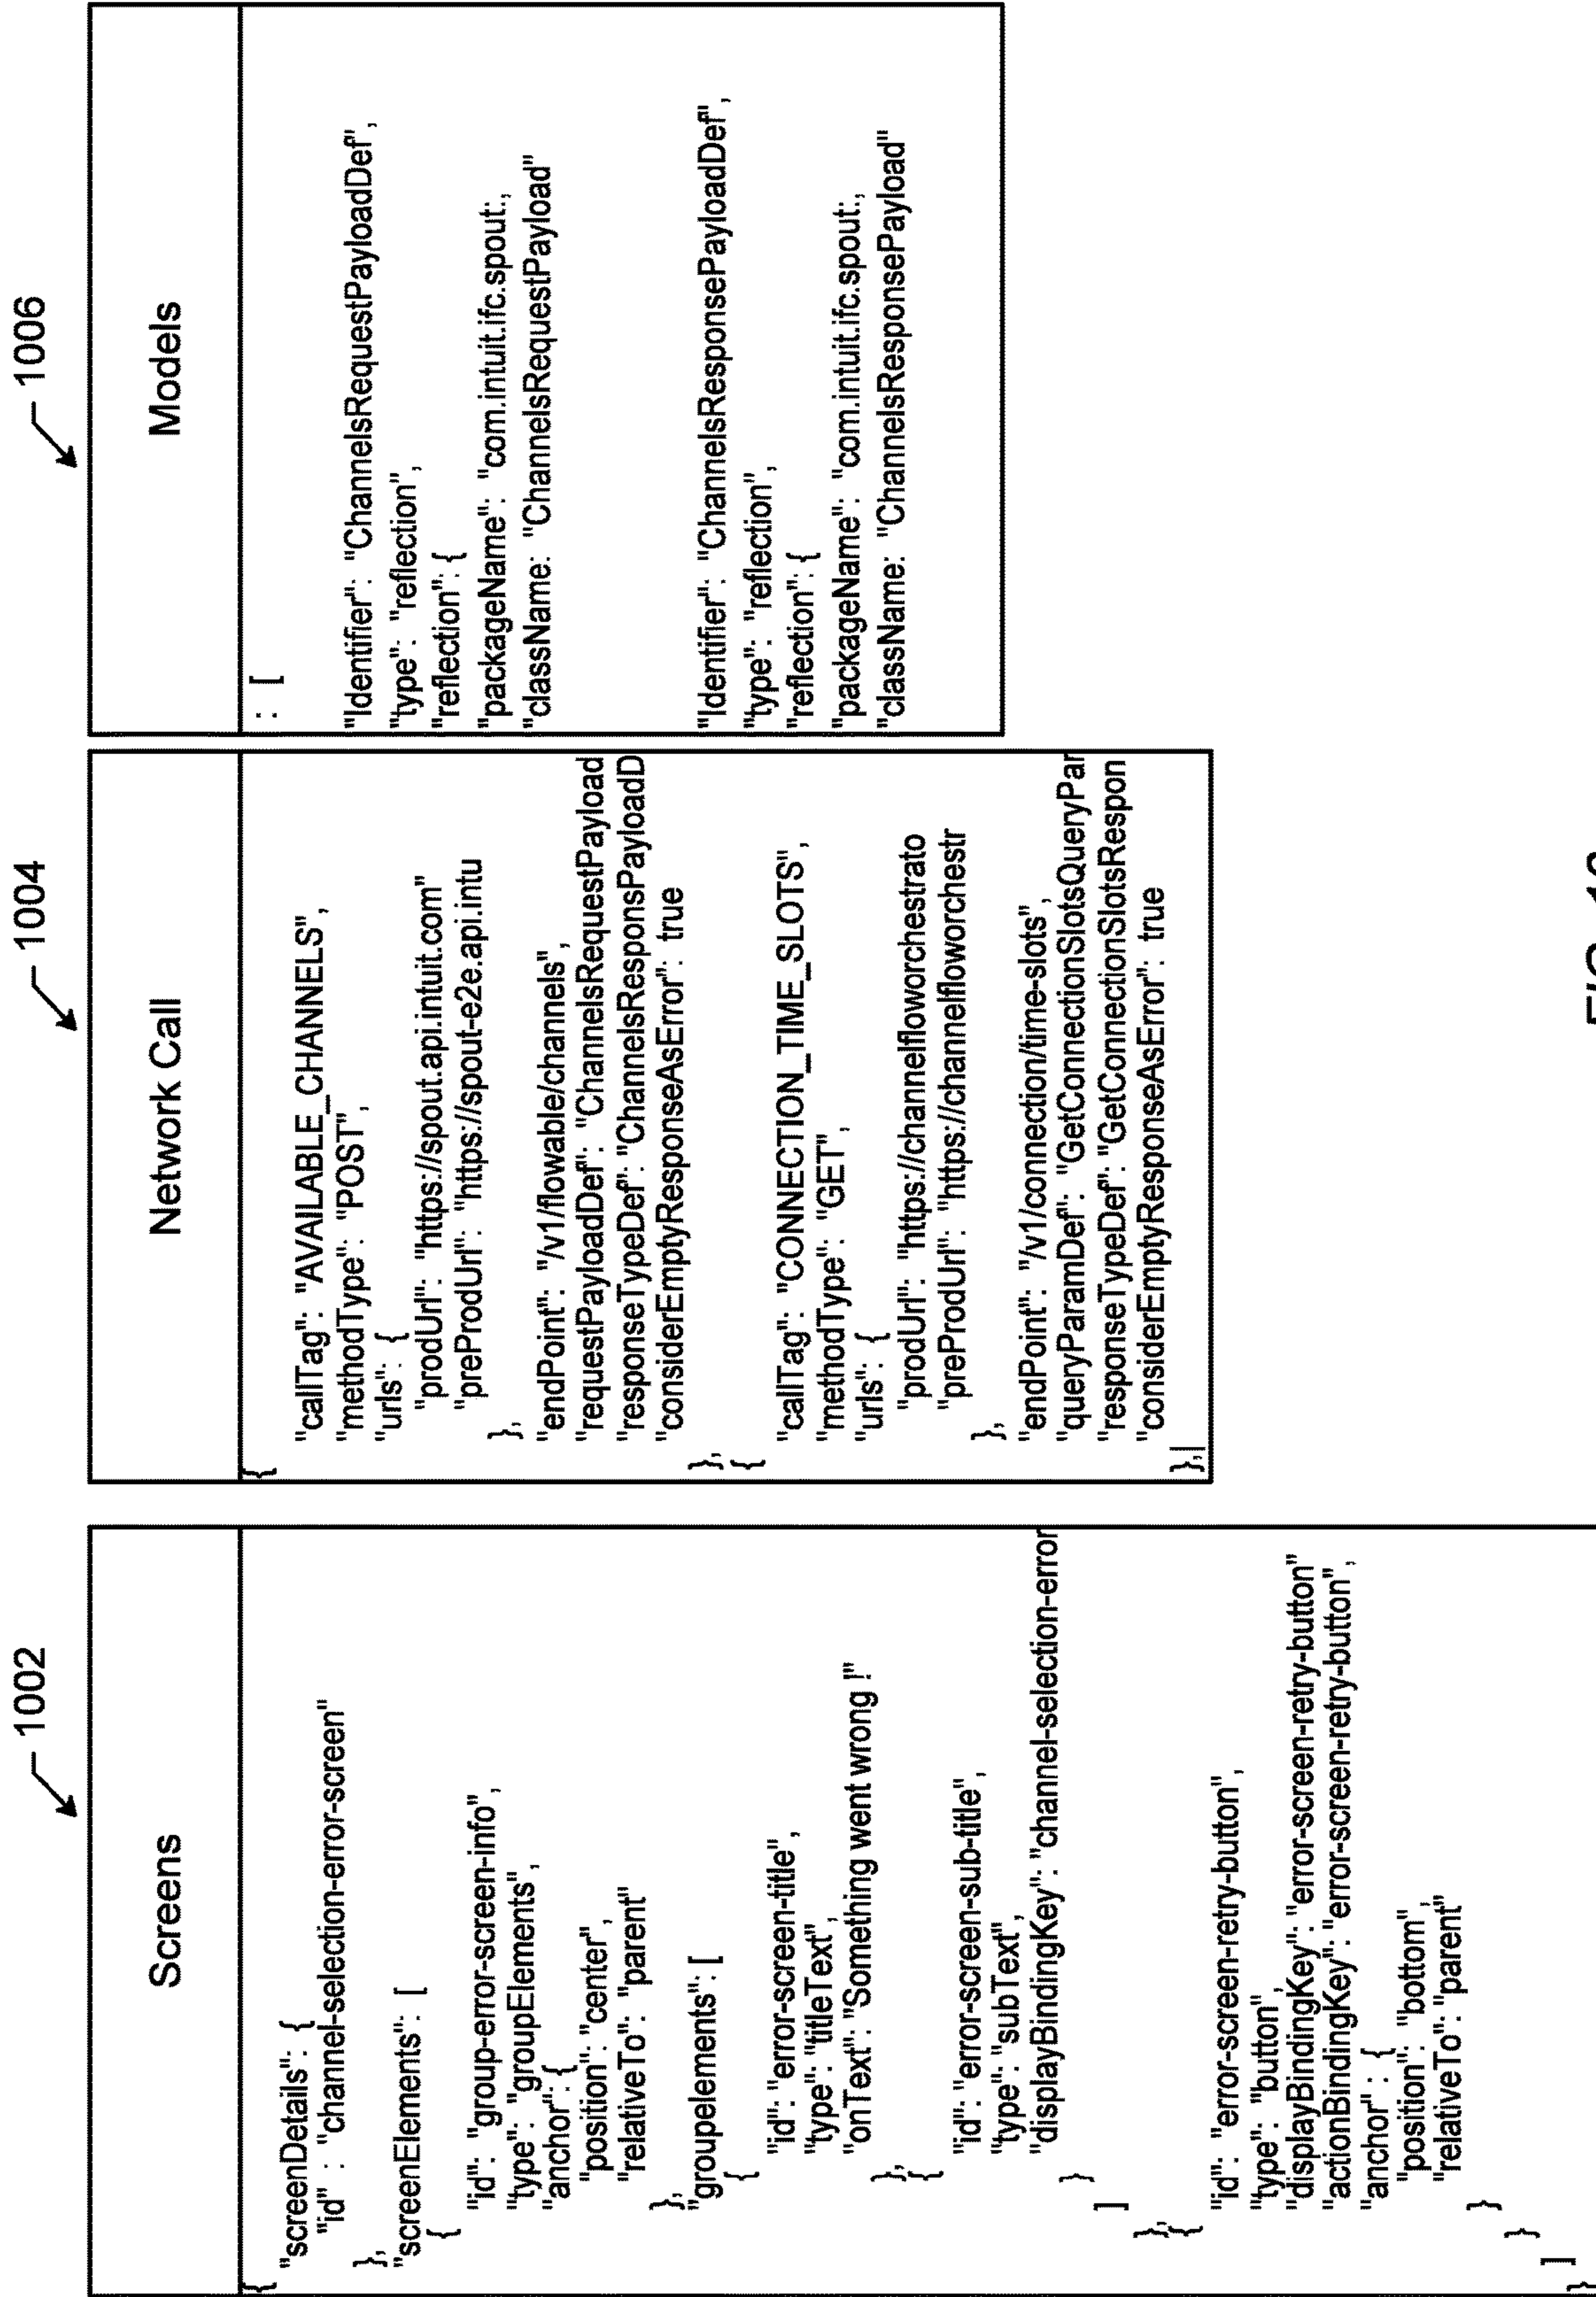 1002
Screens
{
"screenDetails": {
"id" : "channel-selection-error-screen"
},
"screenElements": [
{
"id": "group-error-screen-info",
"type": "groupElements",
"anchor": {
"position": "center",
"relativeTo": "parent"
},
"groupelements": [
{
"id": "error-screen-title",
"type": "titleText",
"onText": "Something went wrong !"
},
{
"id": "error-screen-sub-title",
"type": "subText",
"displayBindingKey": "channel-selection-error
}
]
},
{
"id": "error-screen-retry-button",
"type": "button",
"displayBindingKey": "error-screen-retry-button"
"actionBindingKey": "error-screen-retry-button",
"anchor": {
"position": "bottom",
"relativeTo": "parent"
}
}
]
}
1004
Network Call
{
"callTag": "AVAILABLE_CHANNELS",
"methodType": "POST",
"urls": {
"prodUrl": "https://spout.api.intuit.com"
"preProdUrl": "https://spout-e2e.api.intu
},
"endPoint": "/v1/flowable/channels",
"requestPayloadDef": "ChannelsRequestPayload
"responseTypeDef": "ChannelsResponsPayloadD
"considerEmptyResponseAsError": true
},
{
"callTag": "CONNECTION_TIME_SLOTS",
"methodType": "GET",
"urls": {
"prodUrl": "https://channelfloworchestrato
"preProdUrl": "https://channelfloworchestr
},
"endPoint": "/v1/connection/time-slots",
"queryParamDef": "GetConnectionSlotsQueryPar
"responseTypeDef": "GetConnectionSlotsRespon
"considerEmptyResponseAsError": true
},|
1006
Models
: [
"Identifier": "ChannelsRequestPayloadDef",
"type": "reflection",
"reflection": {
"packageName": "com.intuit.ifc.spout:,
"className: "ChannelsRequestPayload"
"Identifier": "ChannelsResponsePayloadDef",
"type": "reflection",
"reflection": {
"packageName": "com.intuit.ifc.spout:,
"className: "ChannelsResponsePayload"